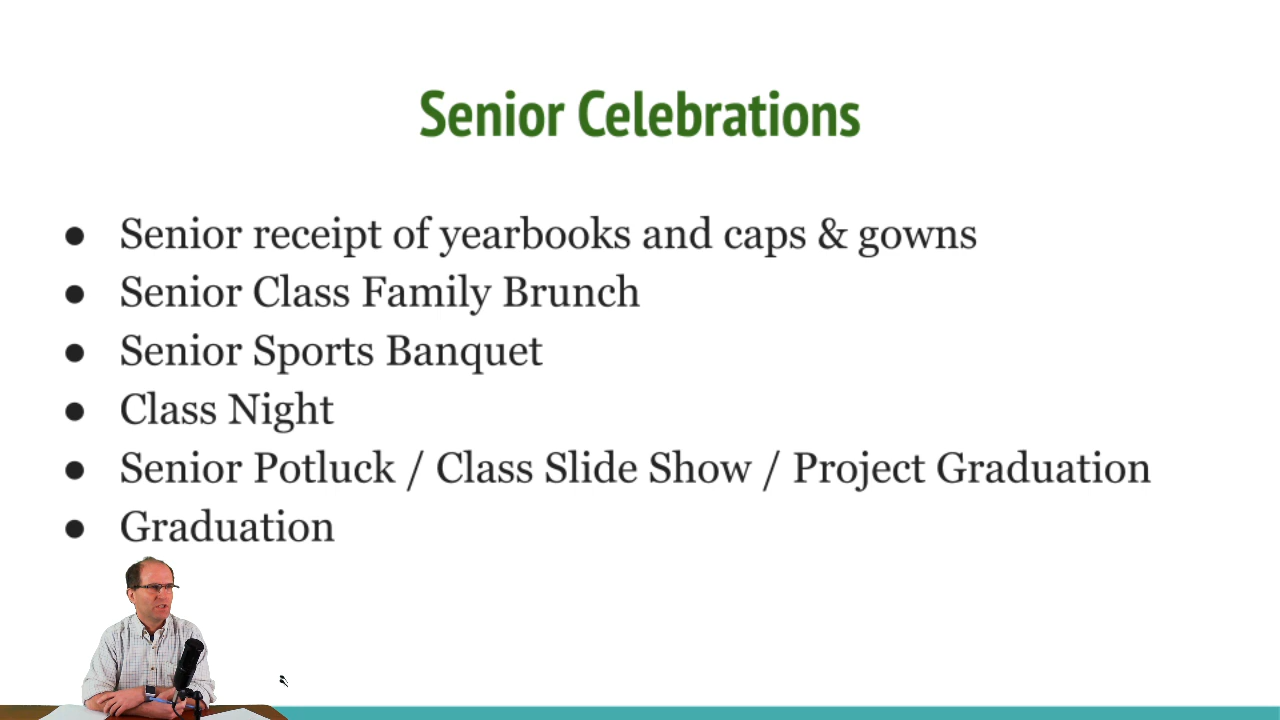 Senior Celebrations
● Senior receipt of yearbooks and caps & gowns
● Senior Class Family Brunch
● Senior Sports Banquet
● Class Night
● Senior Potluck / Class Slide Show / Project Graduation
● Graduation